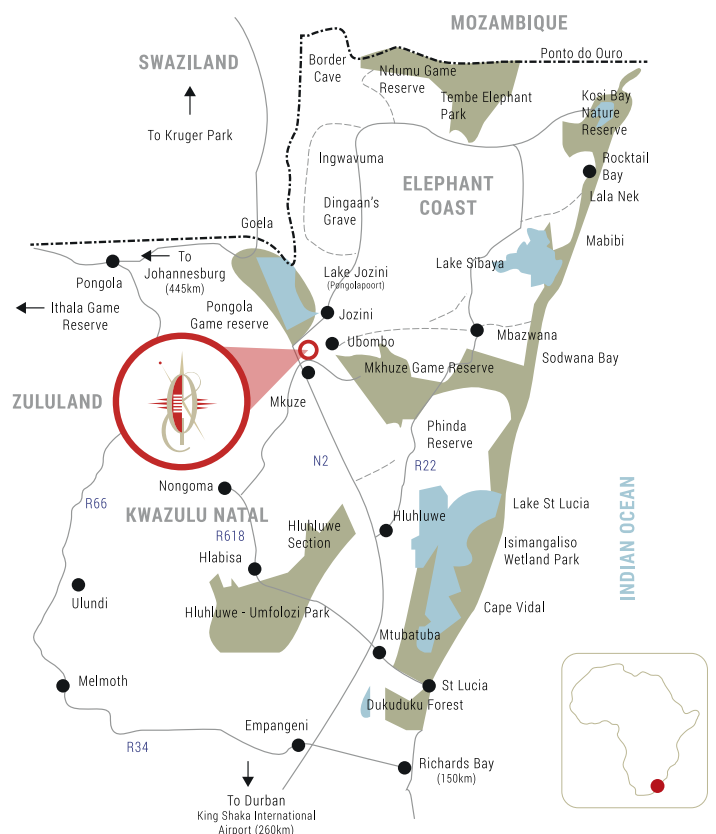 MOZAMBIQUE
Ponto do Ouro
SWAZILAND
Border
Cave
Ndumu Game
Reserve
Tembe Elephant
Park
Kosi Bay
Nature
Reserve
To Kruger Park
Ingwavuma
Rocktail
Bay
ELEPHANT
COAST
Lala Nek
Dingaan's
Grave
Goela
Mabibi
To
Johannesburg
(445km)
Lake Sibaya
Lake Jozini
(Pongolapoort)
Pongola
Ithala Game
Reserve
Pongola
Game reserve
Jozini
Ubombo
Mbazwana
Sodwana Bay
Mkhuze Game Reserve
ZULULAND
Mkuze
Phinda
Reserve
N2
R22
Nongoma
R66
KWAZULU NATAL
R618
Hluhluwe
Section
Hluhluwe
Lake St Lucia
Isimangaliso
Wetland Park
INDIAN OCEAN
Hlabisa
Ulundi
Hluhluwe - Umfolozi Park
Cape Vidal
Mtubatuba
Melmoth
St Lucia
Dukuduku Forest
Empangeni
R34
Richards Bay
(150km)
To Durban
King Shaka International
Airport (260km)